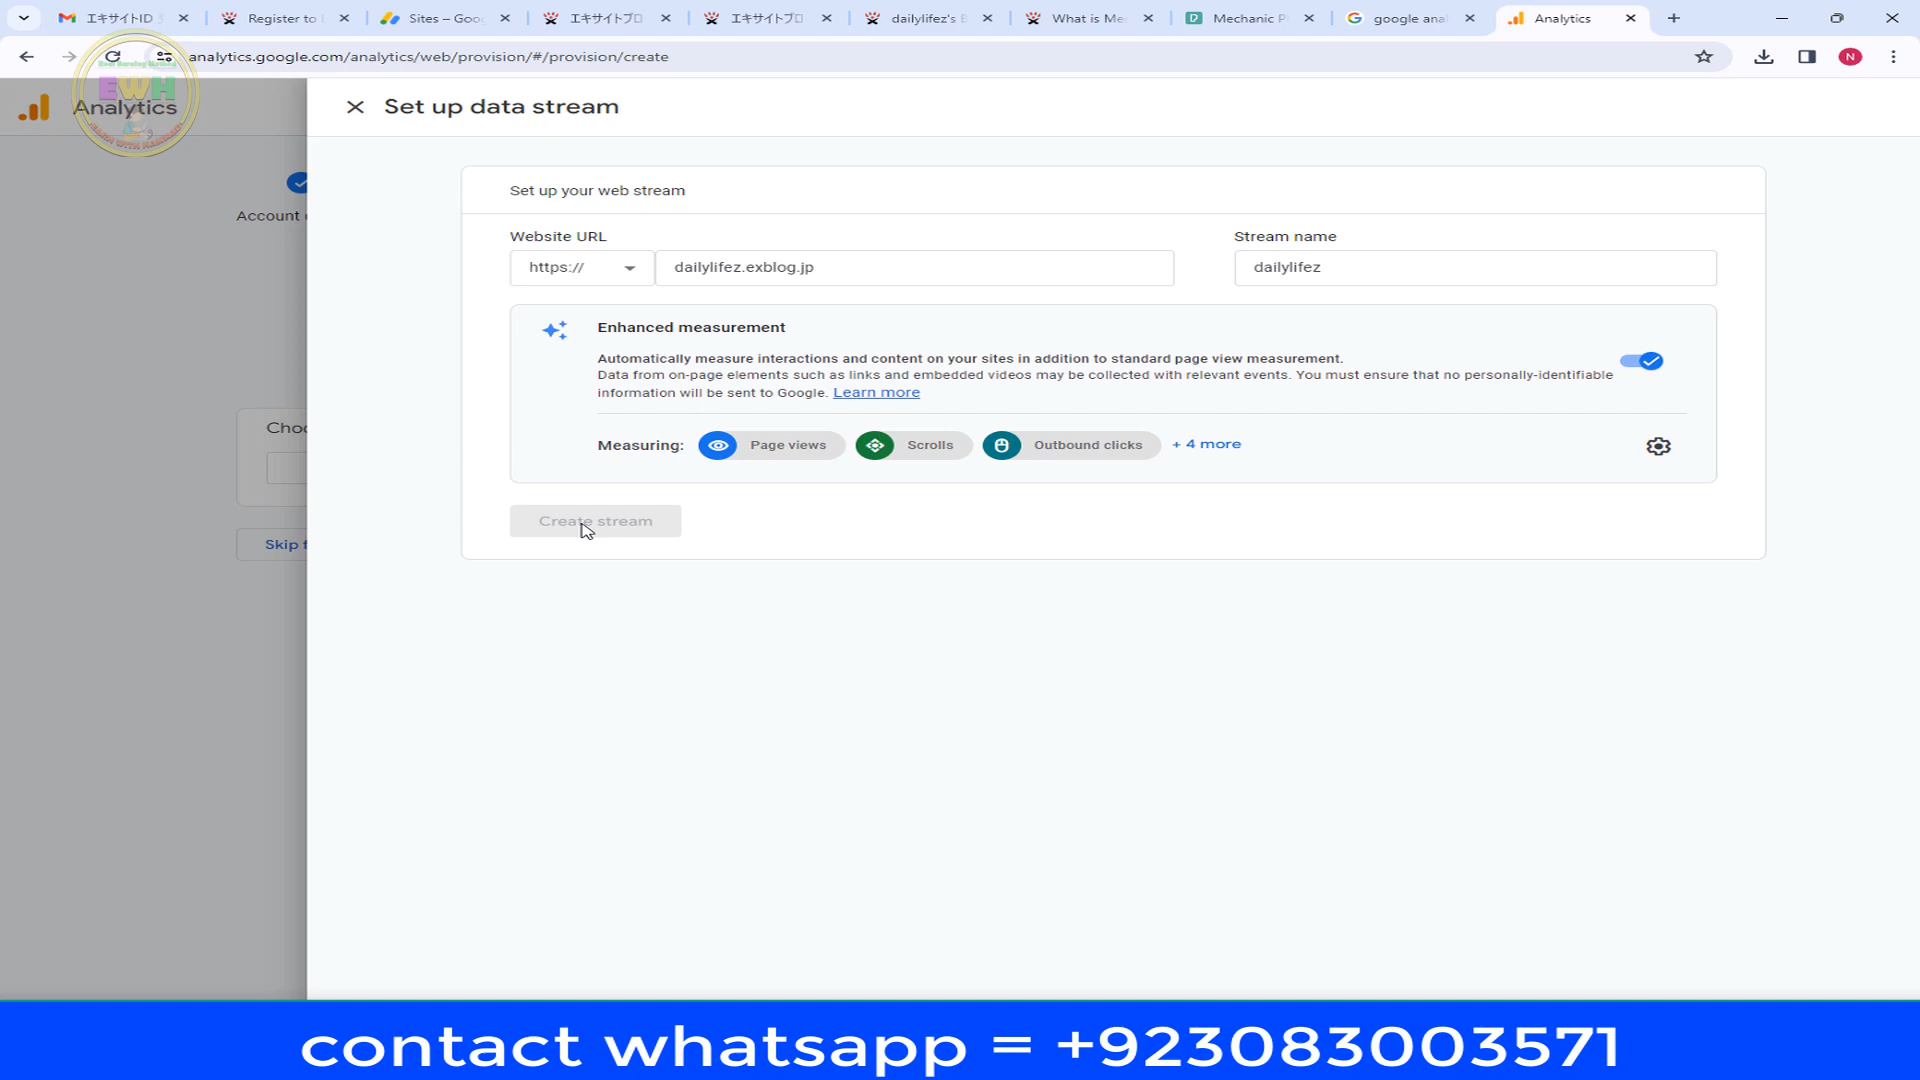 エキサイトID
Register to
Sites – Goo
エキサイトブロ
エキサイトブロ
dailylifez's
What is Me
Mechanic P
google anal
Analytics
analytics.google.com/analytics/web/provision/#/provision/create
N
EWH
Analytics
Set up data stream
Account
Set up your web stream
Website URL
Stream name
https://
dailylifez.exblog.jp
dailylifez
Enhanced measurement
Automatically measure interactions and content on your sites in addition to standard page view measurement.
Data from on-page elements such as links and embedded videos may be collected with relevant events. You must ensure that no personally-identifiable
information will be sent to Google. Learn more
Choo
Measuring: Page views Scrolls Outbound clicks + 4 more
Create stream
Skip f
contact whatsapp = +923083003571